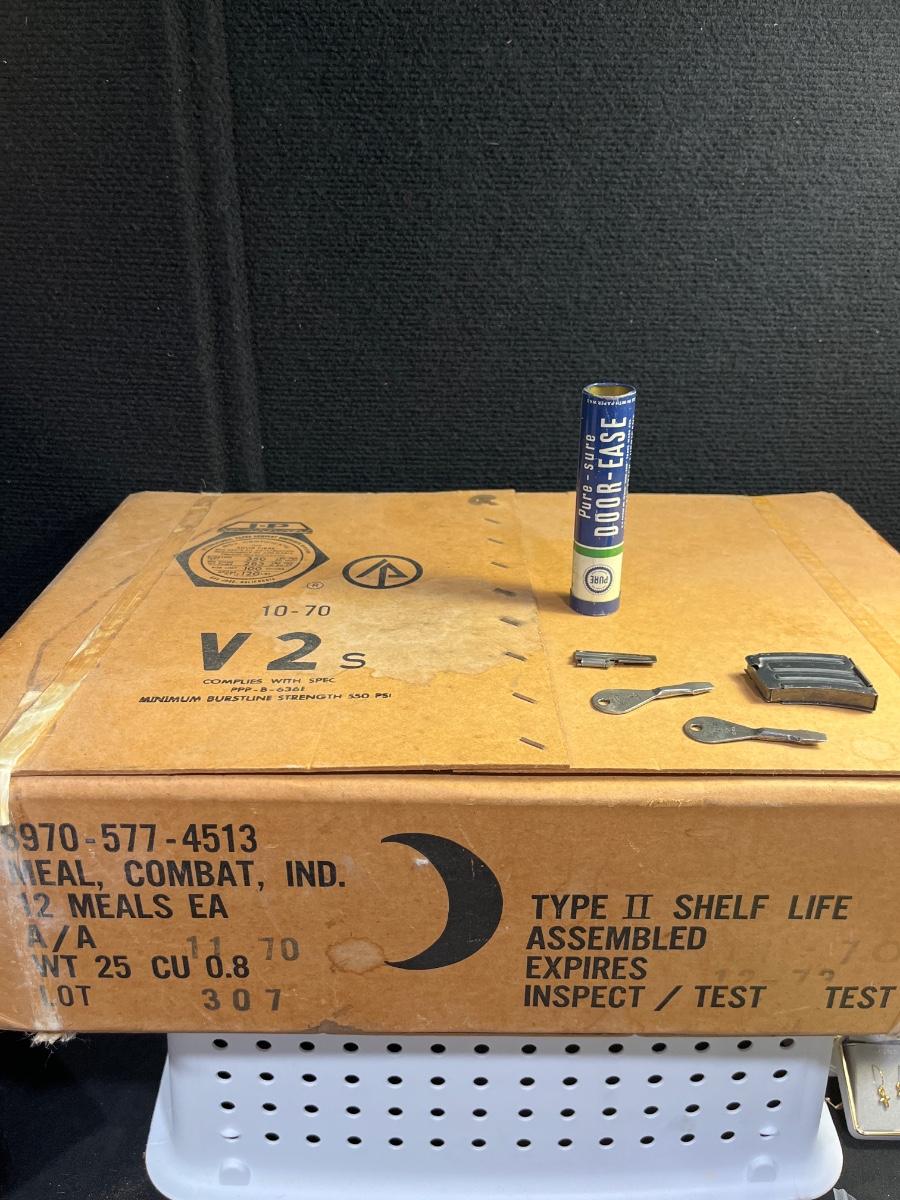 Pure-sure
DOOR-EASE
PURE
I-P
®
10-70
V2s
COMPLIES WITH SPEC
PPP-B-636E
MINIMUM BURSTLINE STRENGTH 550 PSI
8970-577-4513
MEAL, COMBAT, IND.
12 MEALS EA
A/A
11 70
WT 25 CU 0.8
LOT 307
TYPE II SHELF LIFE
ASSEMBLED
EXPIRES
INSPECT / TEST TEST